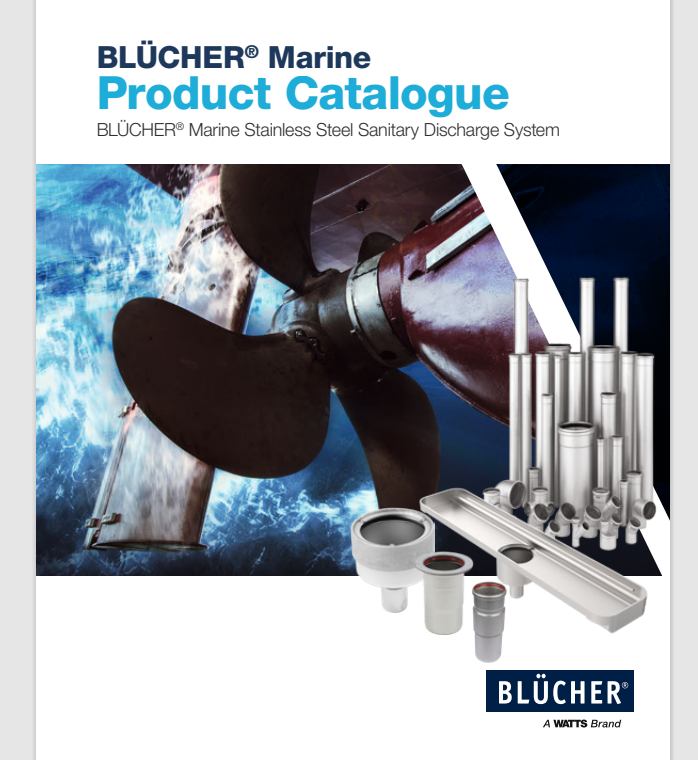 BLÜCHER® Marine
Product Catalogue
BLÜCHER® Marine Stainless Steel Sanitary Discharge System
BLÜCHER®
A WATTS Brand